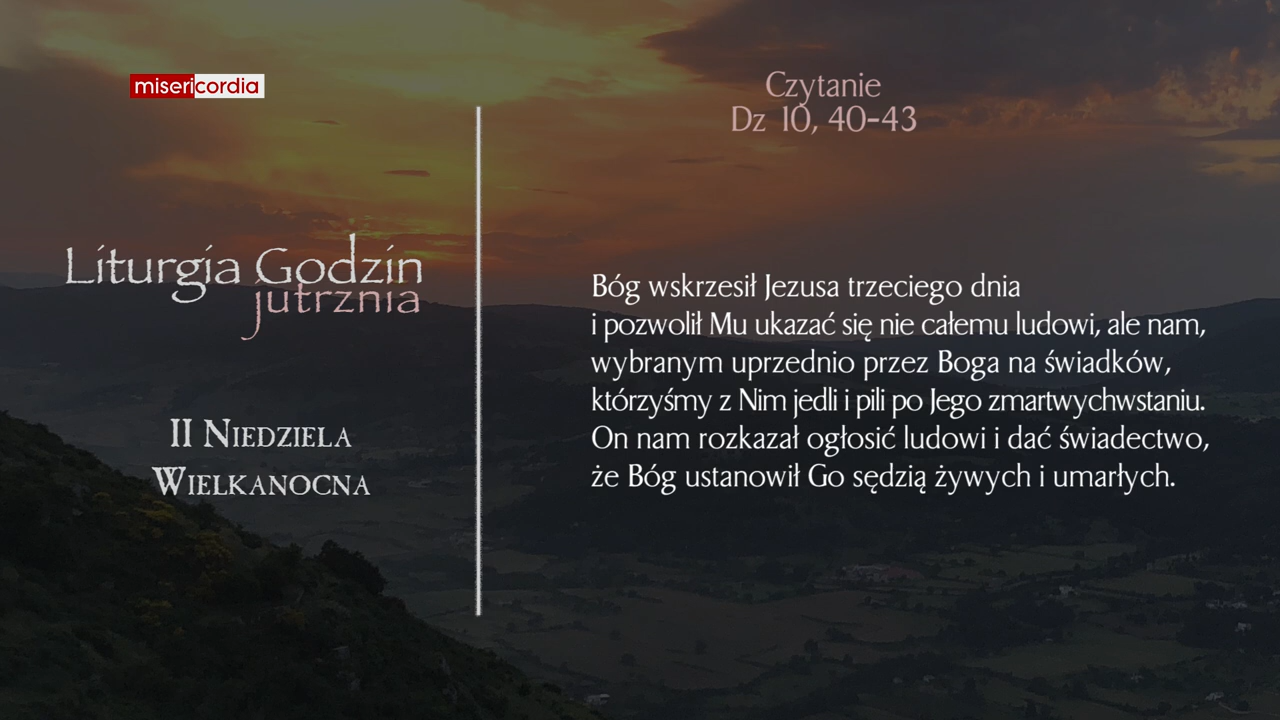 misericordia
Liturgia Godzin
jutrznia
II Niedziela
Wielkanocna
Czytanie
Dz 10, 40-43
Bóg wskrzesił Jezusa trzeciego dnia
i pozwolił Mu ukazać się nie całemu ludowi, ale nam,
wybranym uprzednio przez Boga na świadków,
którzyśmy z Nim jedli i pili po Jego zmartwychwstaniu.
On nam rozkazał ogłosić ludowi i dać świadectwo,
że Bóg ustanowił Go sędzią żywych i umarłych.